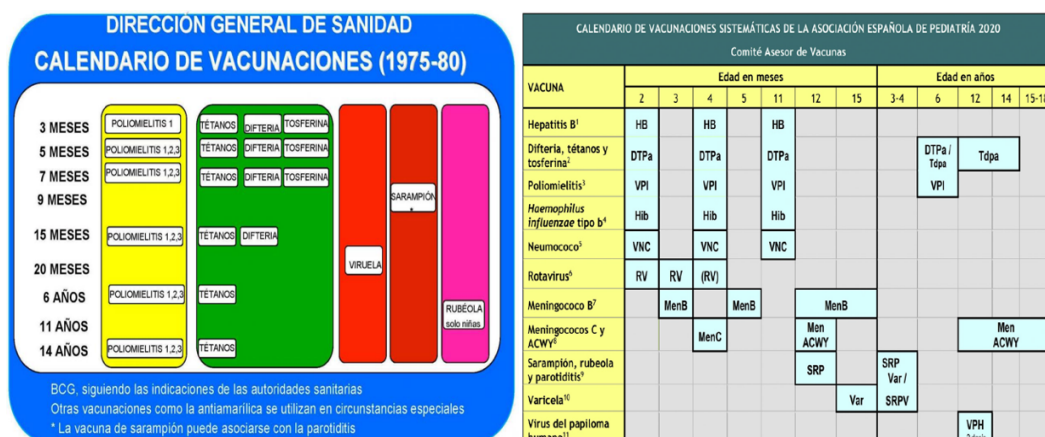 DIRECCIÓN GENERAL DE SANIDAD
CALENDARIO DE VACUNACIONES (1975-80)
3 MESES POLIOMIELITIS 1 TÉTANOS DIFTERIA TOSFERINA
5 MESES POLIOMIELITIS 1,2,3 TÉTANOS DIFTERIA TOSFERINA
7 MESES POLIOMIELITIS 1,2,3 TÉTANOS DIFTERIA TOSFERINA
9 MESES SARAMPIÓN *
15 MESES POLIOMIELITIS 1,2,3 TÉTANOS DIFTERIA
20 MESES VIRUELA
6 AÑOS POLIOMIELITIS 1,2,3 TÉTANOS
11 AÑOS RUBÉOLA solo niñas
14 AÑOS POLIOMIELITIS 1,2,3 TÉTANOS
BCG, siguiendo las indicaciones de las autoridades sanitarias
Otras vacunaciones como la antiamarílica se utilizan en circunstancias especiales
* La vacuna de sarampión puede asociarse con la parotiditis
CALENDARIO DE VACUNACIONES SISTEMÁTICAS DE LA ASOCIACIÓN ESPAÑOLA DE PEDIATRÍA 2020
Comité Asesor de Vacunas
VACUNA Edad en meses Edad en años
2 3 4 5 11 12 15 3-4 6 12 14 15-18
Hepatitis B1 HB HB HB
Difteria, tétanos y tosferina2 DTPa DTPa DTPa DTPa / Tdpa Tdpa
Poliomielitis3 VPI VPI VPI VPI
Haemophilus influenzae tipo b4 Hib Hib Hib
Neumococo5 VNC VNC VNC
Rotavirus6 RV RV (RV)
Meningococo B7 MenB MenB MenB
Meningococos C y ACWY8 MenC Men ACWY Men ACWY
Sarampión, rubeola y parotiditis9 SRP SRP Var /
Varicela10 Var SRPV
Virus del papiloma humano11 VPH